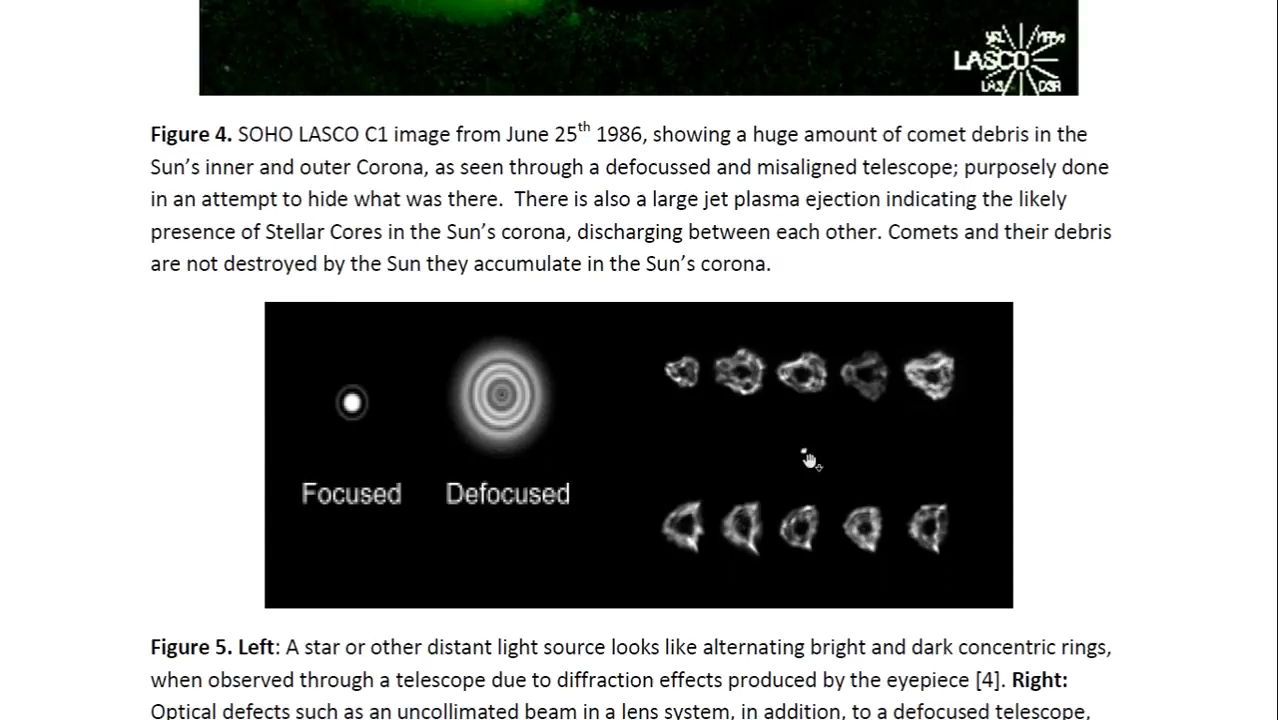 LASCO
Figure 4. SOHO LASCO C1 image from June 25th 1986, showing a huge amount of comet debris in the
Sun’s inner and outer Corona, as seen through a defocussed and misaligned telescope; purposely done
in an attempt to hide what was there.  There is also a large jet plasma ejection indicating the likely
presence of Stellar Cores in the Sun’s corona, discharging between each other. Comets and their debris
are not destroyed by the Sun they accumulate in the Sun’s corona.
Focused Defocused
Figure 5. Left: A star or other distant light source looks like alternating bright and dark concentric rings,
when observed through a telescope due to diffraction effects produced by the eyepiece [4]. Right:
Optical defects such as an uncollimated beam in a lens system, in addition, to a defocused telescope,